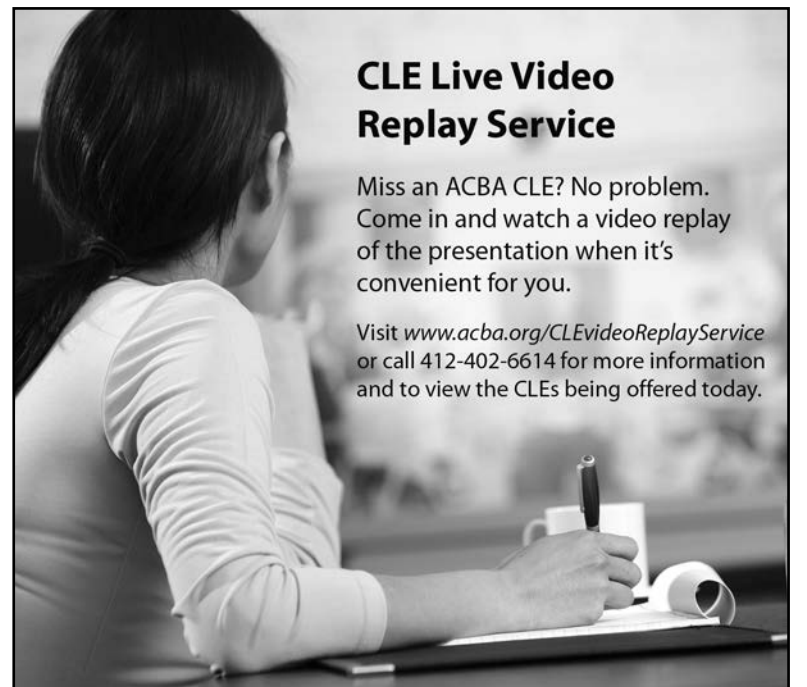 CLE Live Video
Replay Service
Miss an ACBA CLE? No problem.
Come in and watch a video replay
of the presentation when it's
convenient for you.
Visit www.acba.org/CLEvideoReplayService
or call 412-402-6614 for more information
and to view the CLEs being offered today.